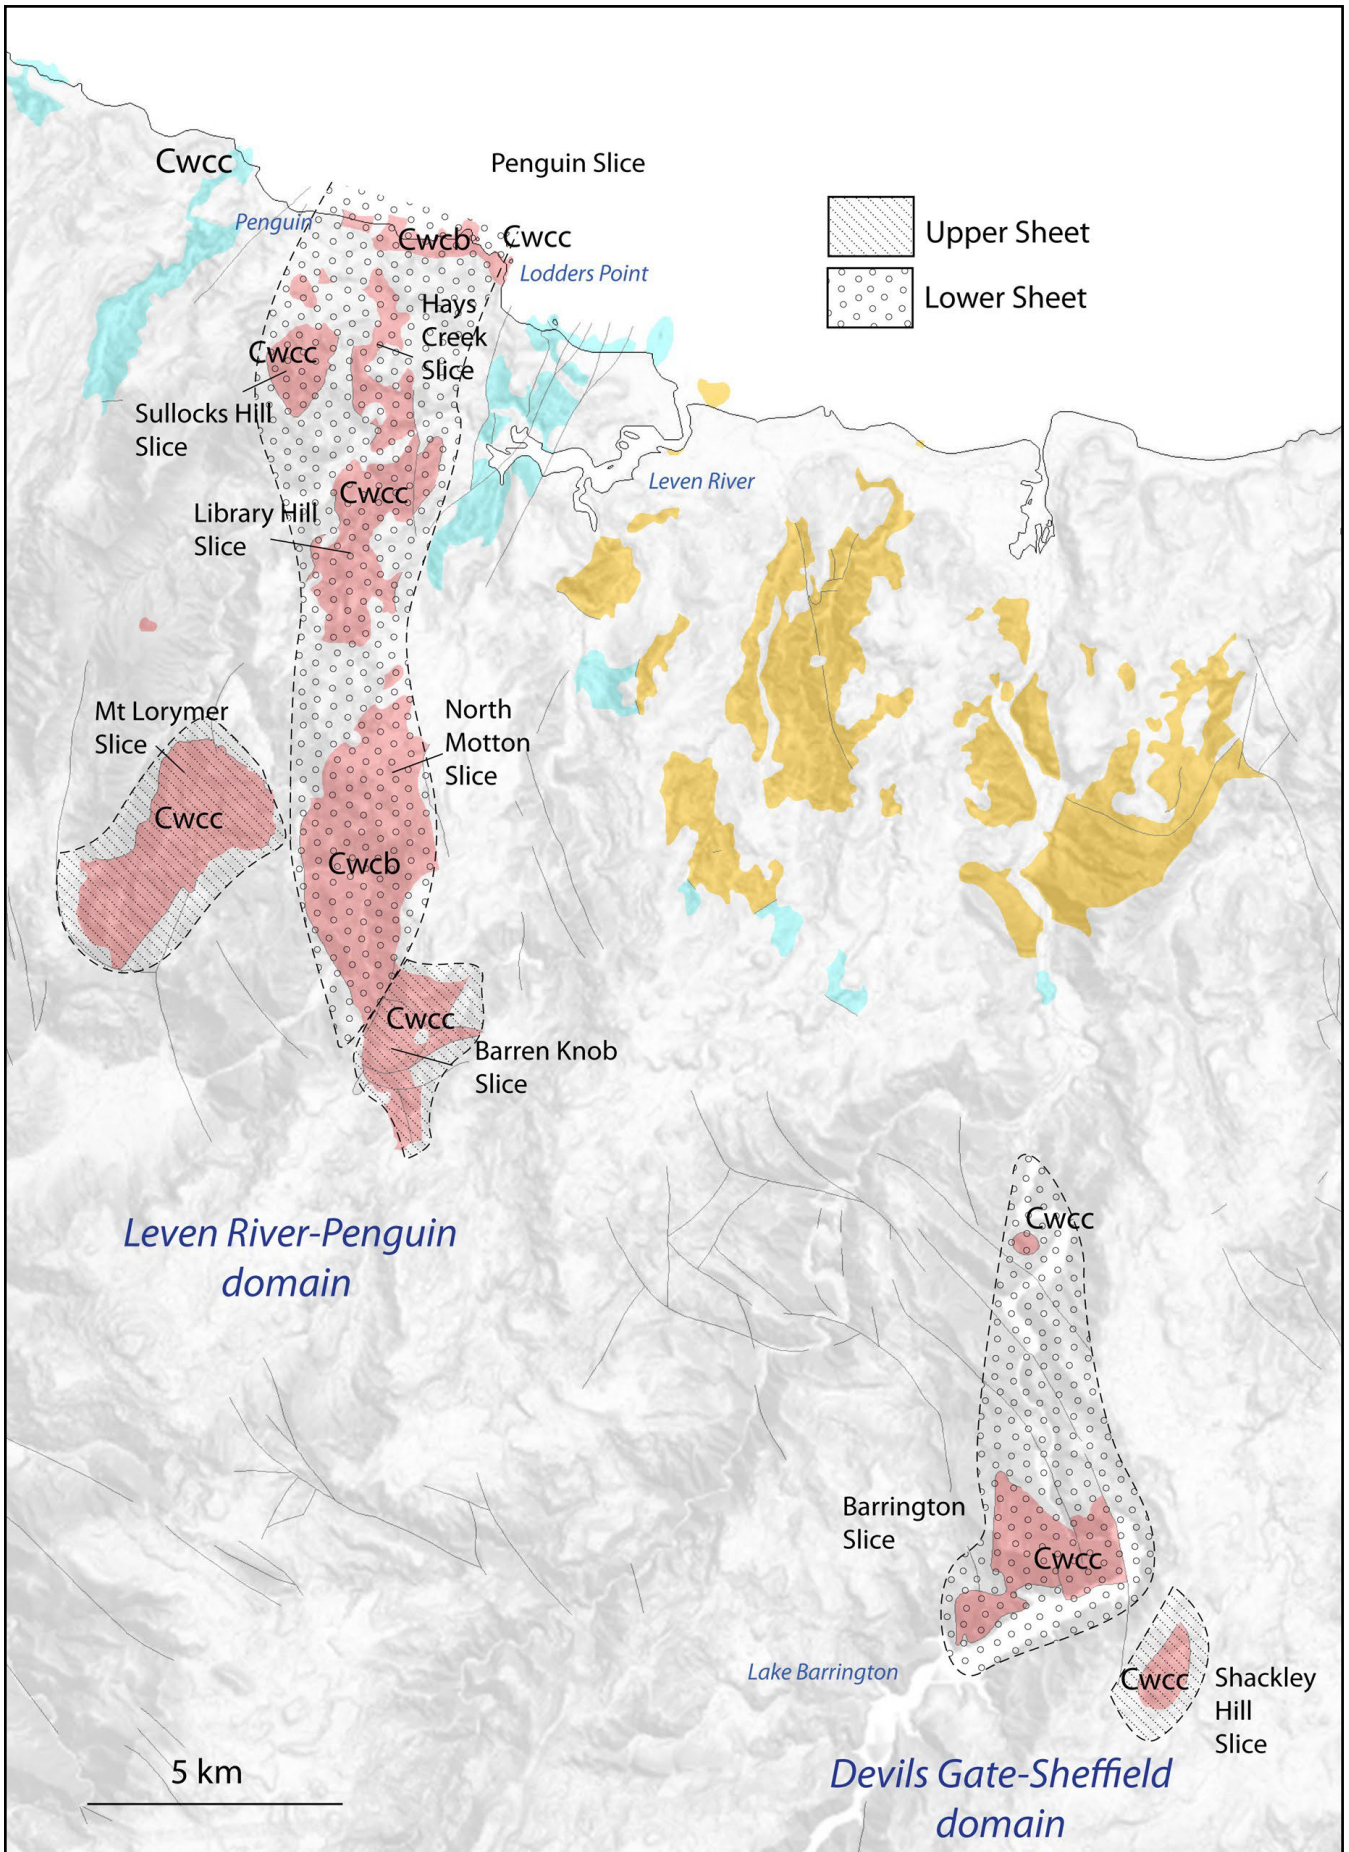 Cwcc
Penguin Slice
Penguin
Upper Sheet
Cwcb
Cwcc
Lodders Point
Lower Sheet
Hays
Creek
Slice
Cwcc
Sullocks Hill
Slice
Leven River
Cwcc
Library Hill
Slice
Mt Lorymer
Slice
North
Motton
Slice
Cwcc
Cwcb
Cwcc
Barren Knob
Slice
Leven River-Penguin
domain
Cwcc
Barrington
Slice
Cwcc
Lake Barrington
Cwcc
Shackley
Hill
Slice
5 km
Devils Gate-Sheffield
domain